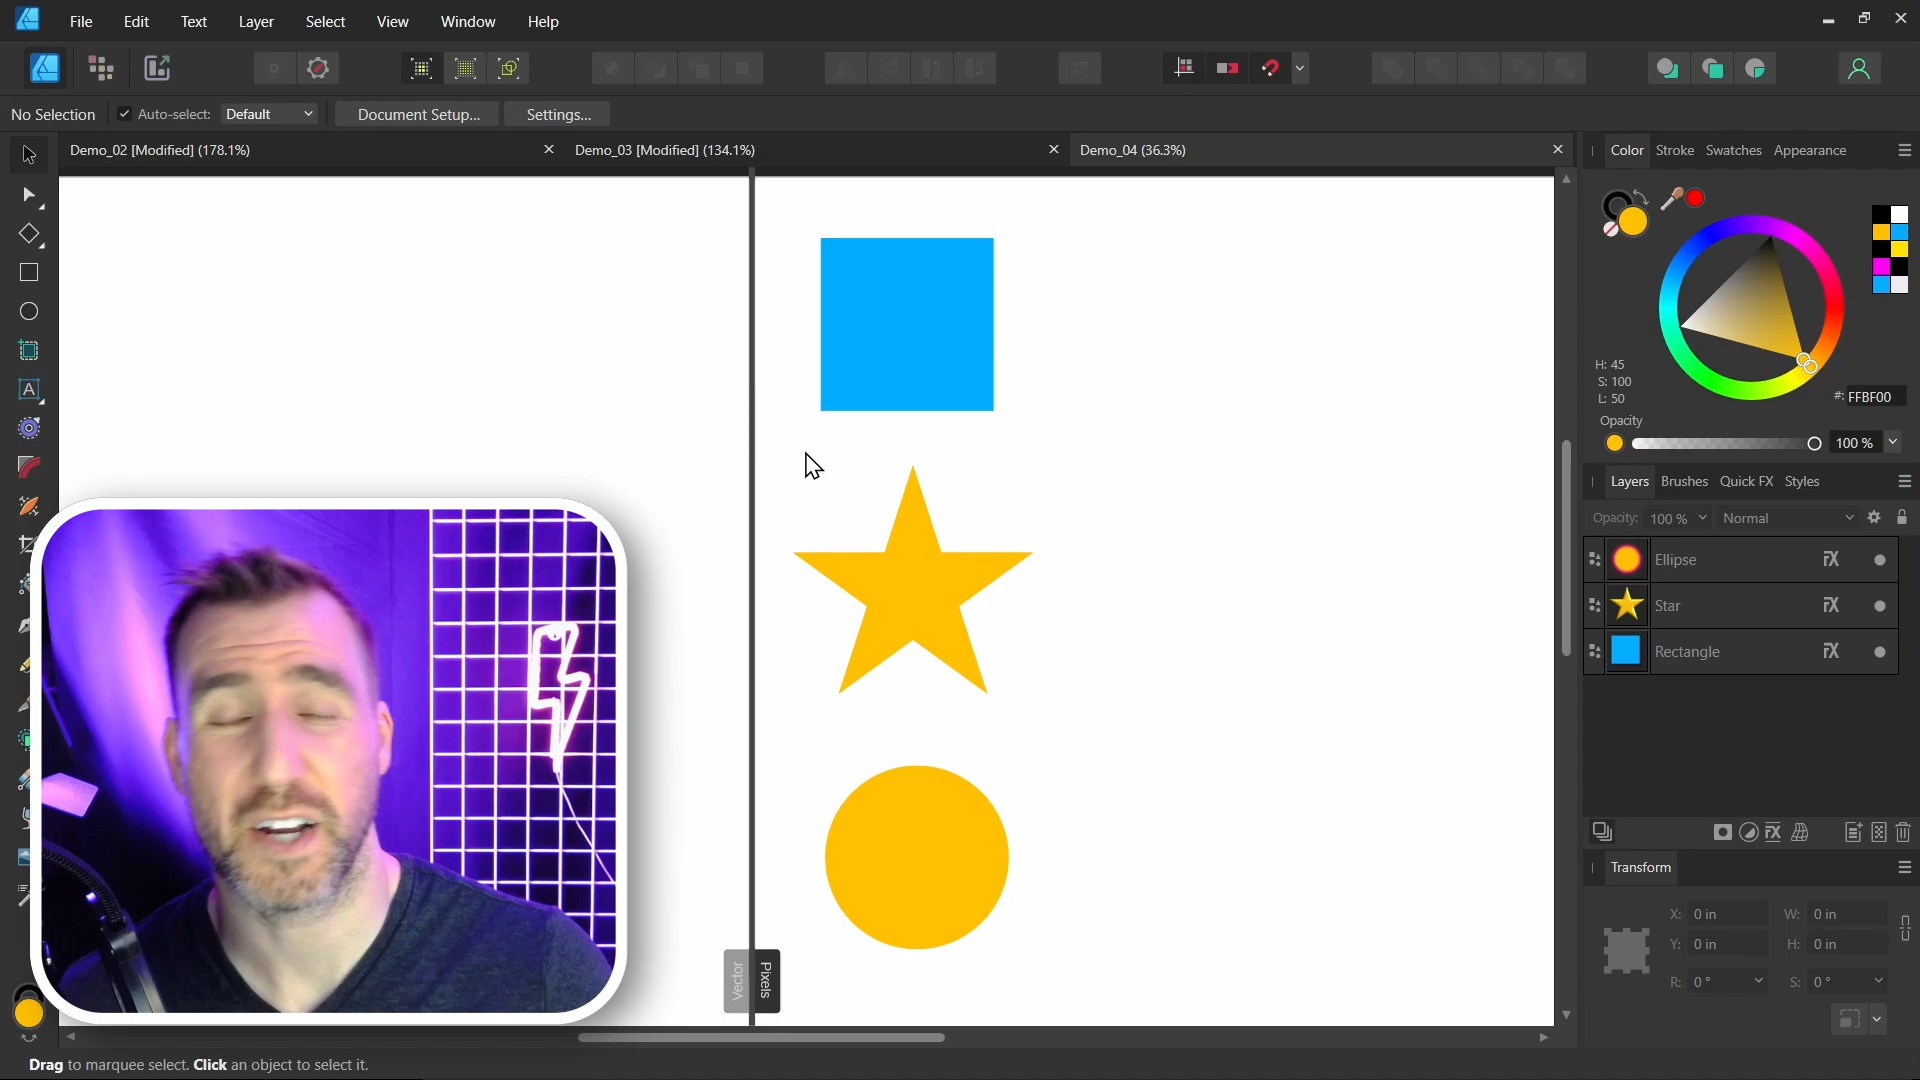 File Edit Text Layer Select View Window Help
No Selection Auto-select: Default Document Setup... Settings...
Demo_02 [Modified] (178.1%) Demo_03 [Modified] (134.1%) Demo_04 (36.3%)
Color Stroke Swatches Appearance
H: 45
S: 100
L: 50
#: FFBF00
Opacity
100 %
Layers Brushes Quick FX Styles
Opacity: 100 % Normal
Ellipse FX
Star FX
Rectangle FX
FX
Transform
X: 0 in W: 0 in
Y: 0 in H: 0 in
R: 0 ° S: 0 °
Vector
Pixels
A
Drag to marquee select. Click an object to select it.